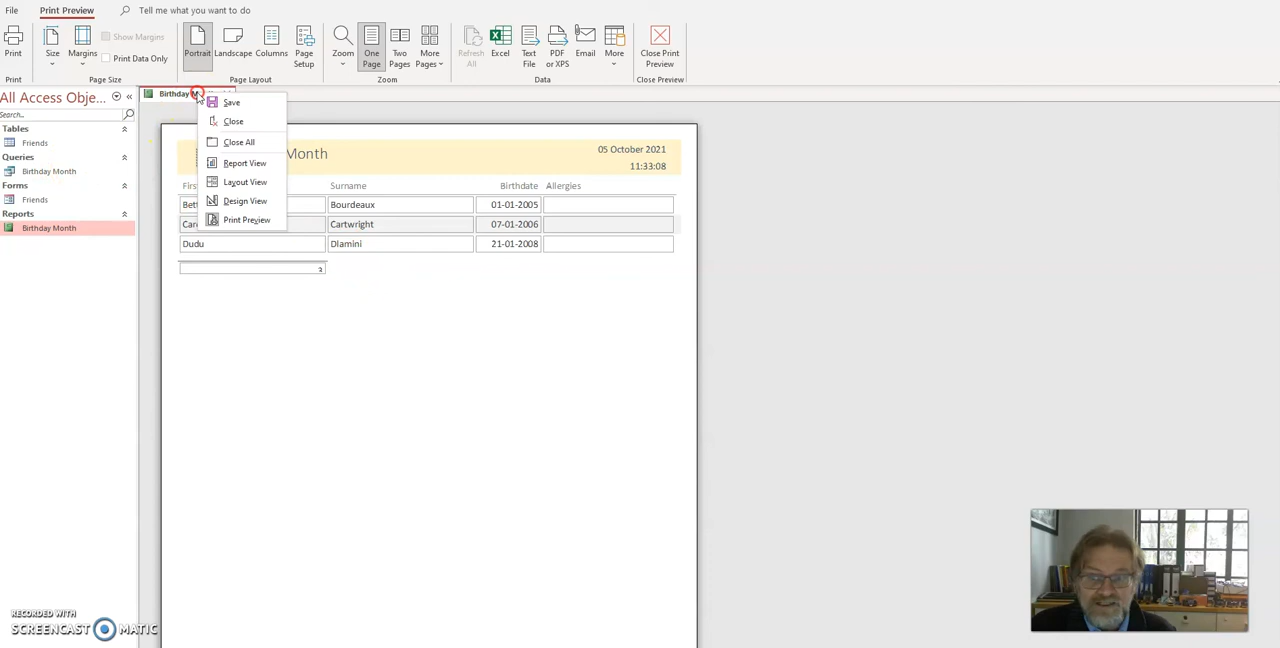 File
Print Preview
Tell me what you want to do
Print
Size
Margins
Show Margins
Print Data Only
Portrait
Landscape
Columns
Page
Setup
Zoom
One
Page
Two
Pages
More
Pages
Refresh
All
Excel
Text
File
PDF
or XPS
Email
More
Close Print
Preview
Print
Page Size
Page Layout
Zoom
Data
Close Preview
All Access Obje...
Search...
Tables
Friends
Queries
Birthday Month
Forms
Friends
Reports
Birthday Month
Birthday
Save
Close
Close All
Report View
Layout View
Design View
Print Preview
Month
05 October 2021
11:33:08
Surname
Birthdate
Allergies
Bourdeaux
01-01-2005
Cartwright
07-01-2006
Dudu
Dlamini
21-01-2008
RECORDED WITH
SCREENCAST MATIC